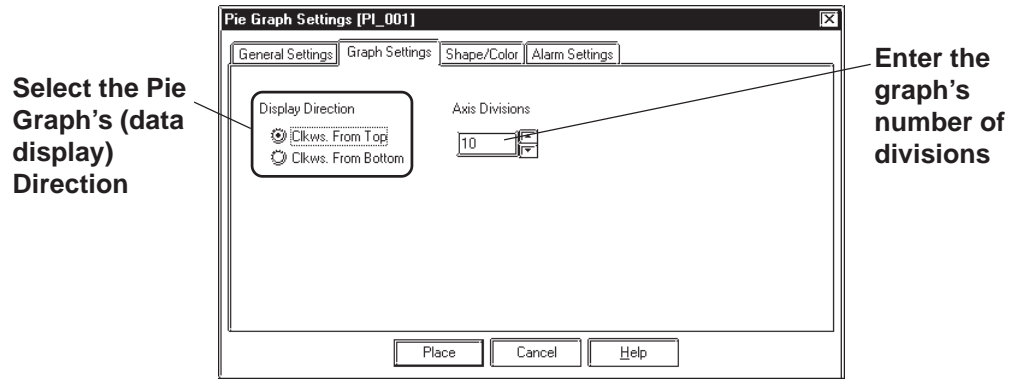 Pie Graph Settings [PI_001]
General Settings
Graph Settings
Shape/Color
Alarm Settings
Select the Pie
Graph's (data
display)
Direction
Display Direction
Clkws. From Top
Clkws. From Bottom
Axis Divisions
10
Enter the
graph's
number of
divisions
Place
Cancel
Help